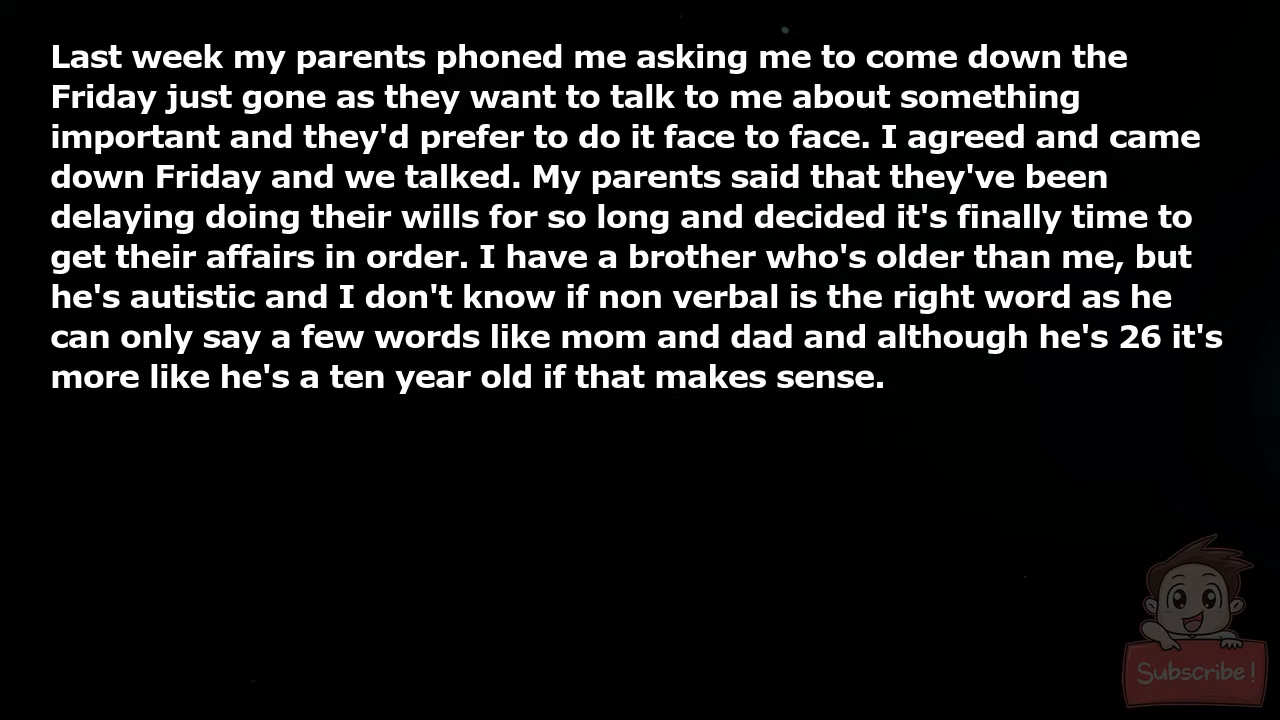 Last week my parents phoned me asking me to come down the
Friday just gone as they want to talk to me about something
important and they'd prefer to do it face to face. I agreed and came
down Friday and we talked. My parents said that they've been
delaying doing their wills for so long and decided it's finally time to
get their affairs in order. I have a brother who's older than me, but
he's autistic and I don't know if non verbal is the right word as he
can only say a few words like mom and dad and although he's 26 it's
more like he's a ten year old if that makes sense.
Subscribe!